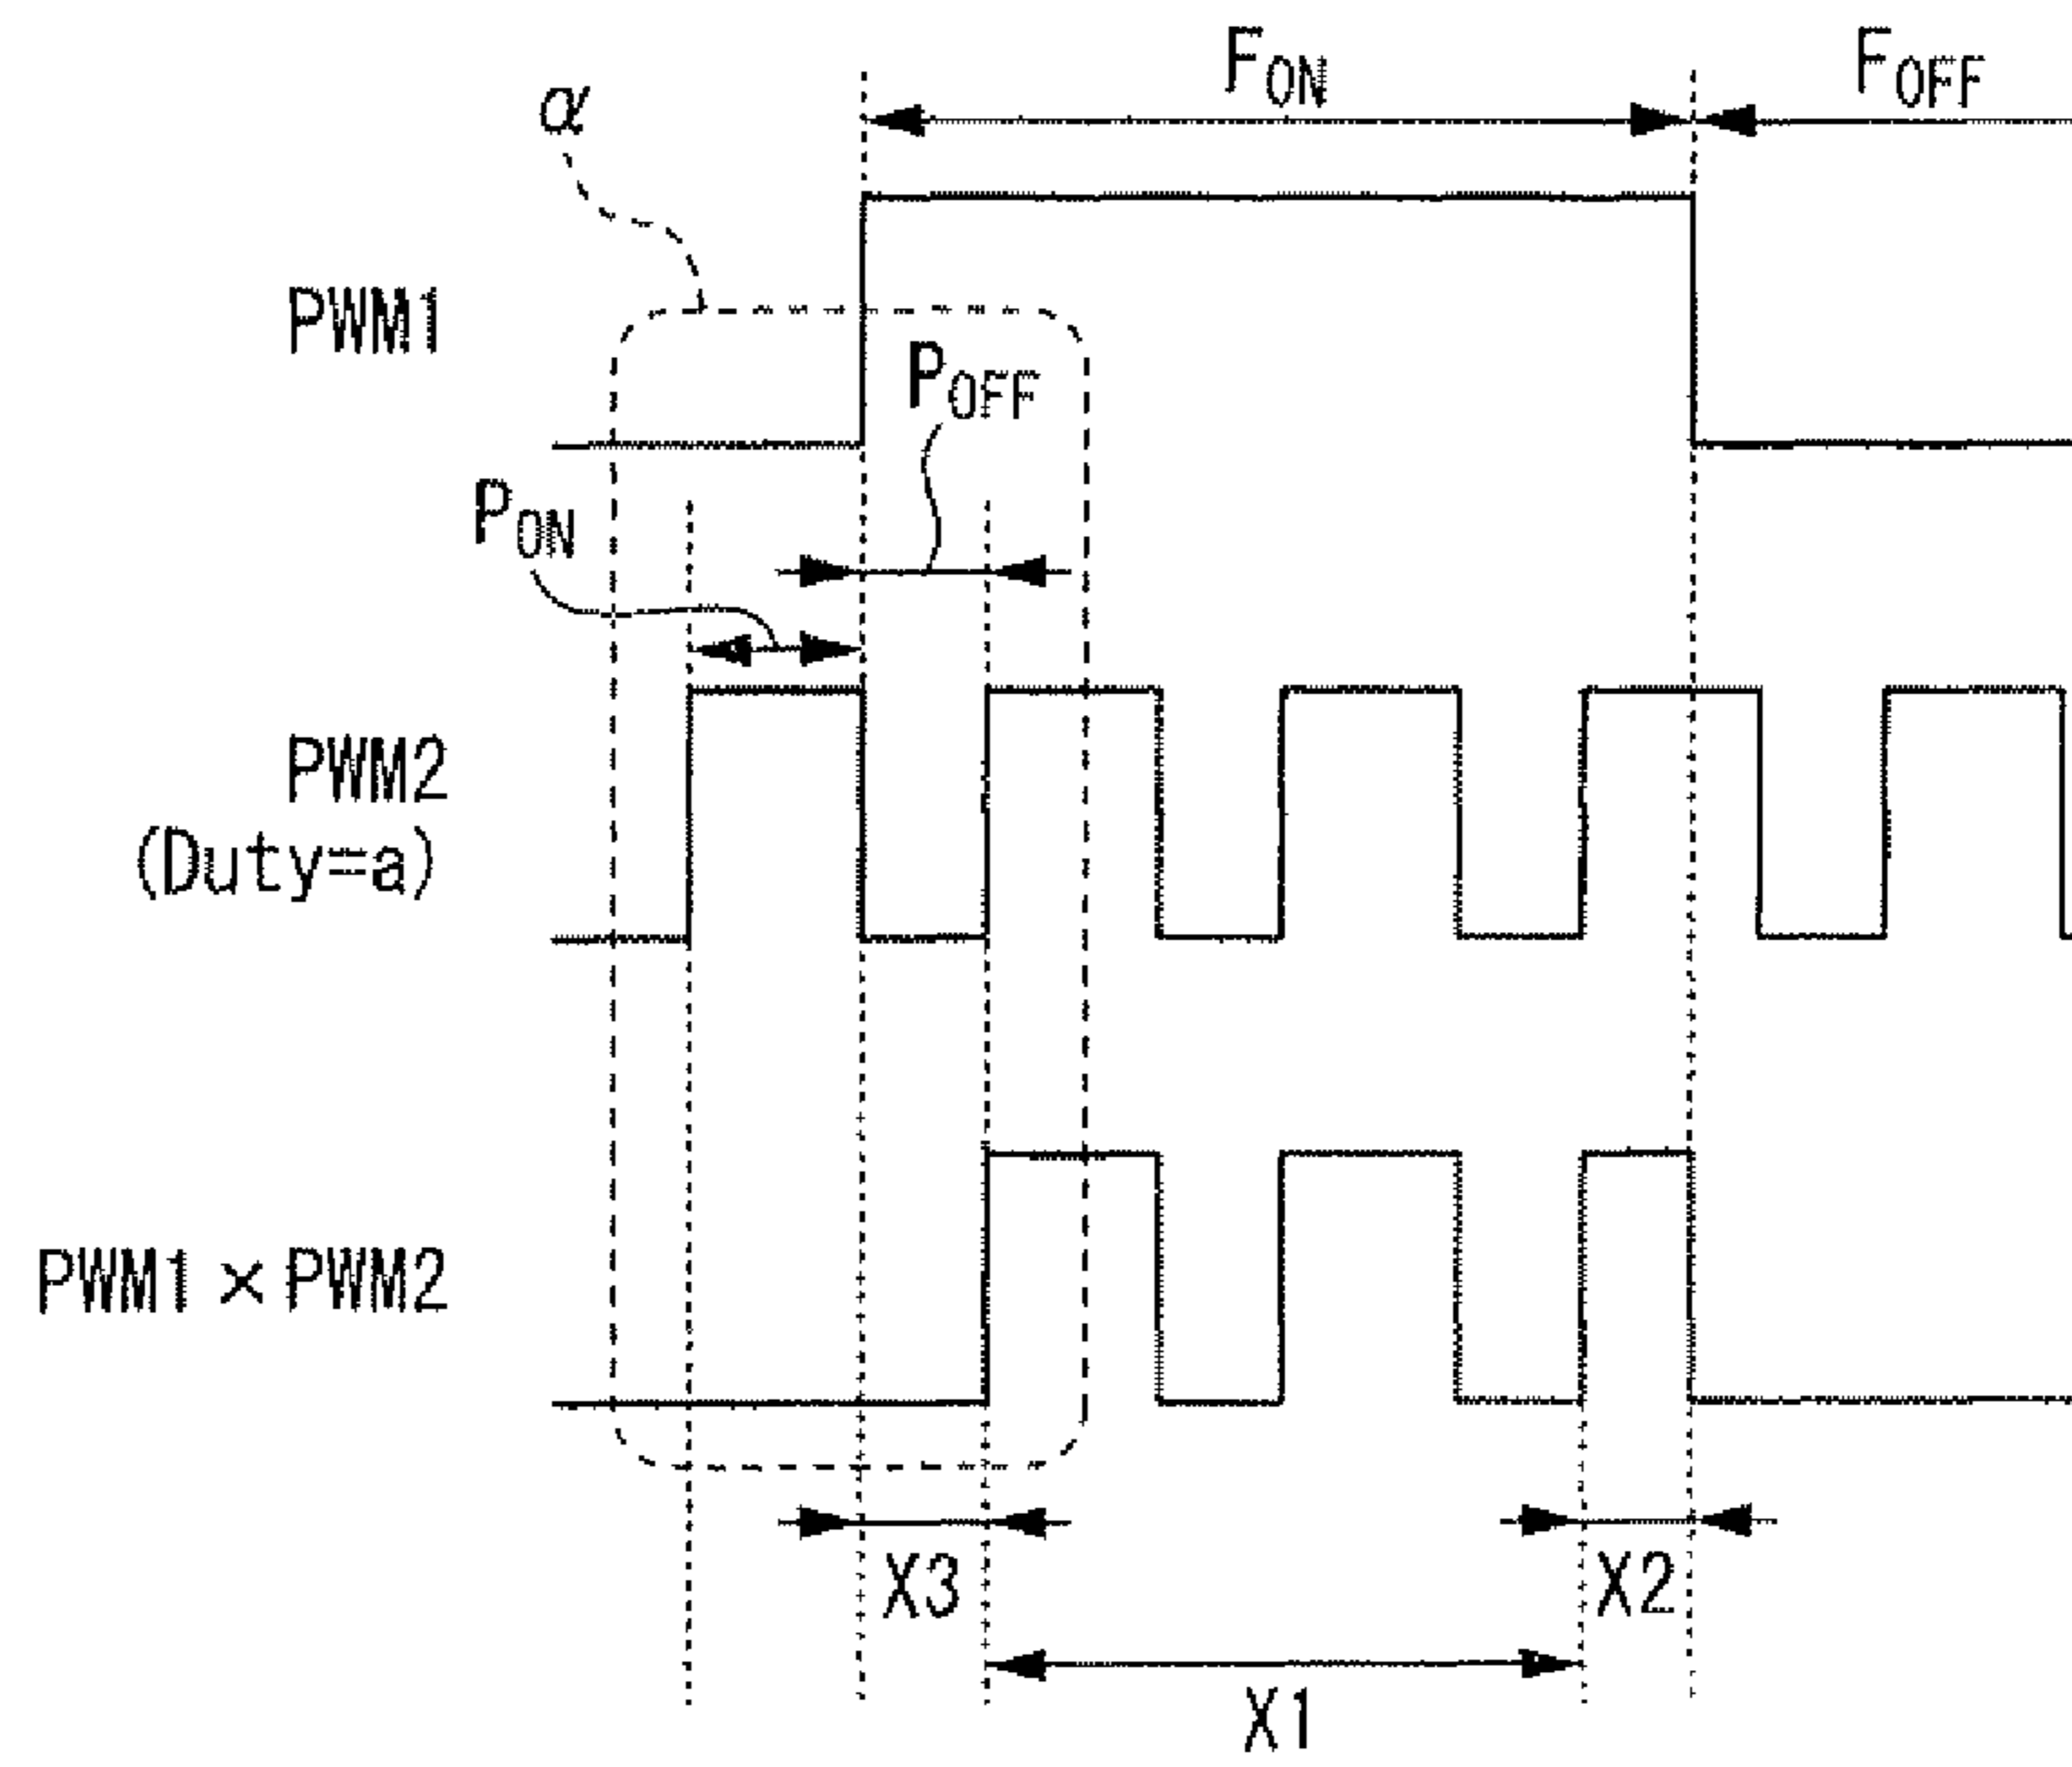 F_ON
F_OFF
α
PWM1
P_OFF
P_ON
PWM2
(Duty=a)
PWM1 × PWM2
X3
X2
X1